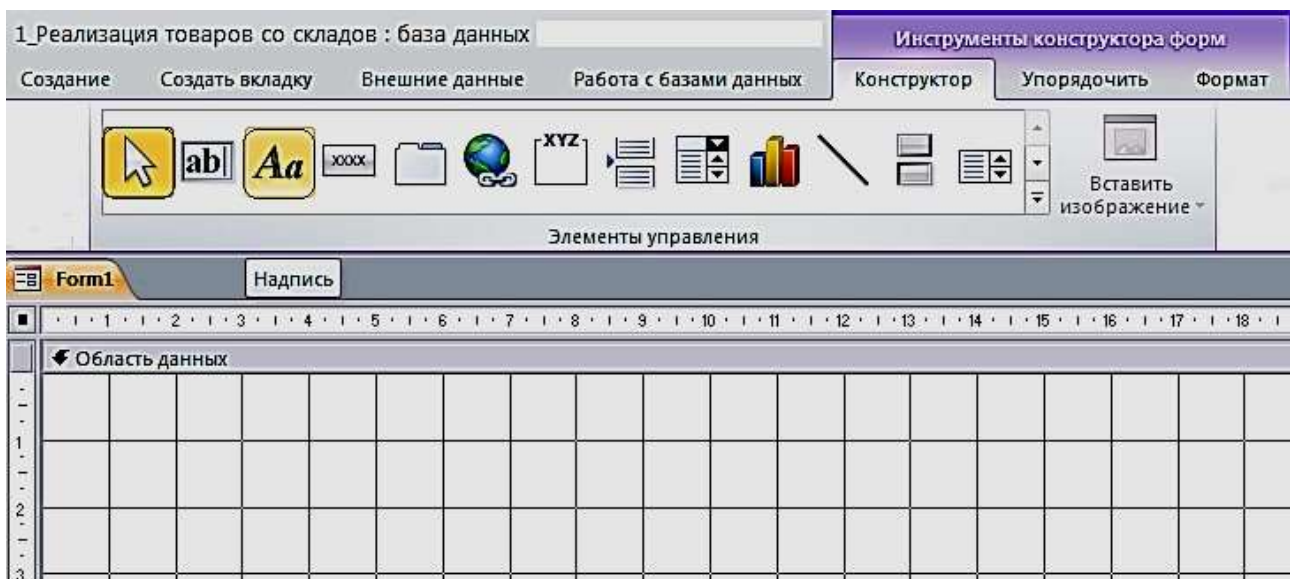 1_Реализация товаров со складов : база данных Инструменты конструктора форм
Создание Создать вкладку Внешние данные Работа с базами данных Конструктор Упорядочить Формат
ab Aa XXXX XYZ
Вставить
изображение
Элементы управления
Form1 Надпись
1 2 3 4 5 6 7 8 9 10 11 12 13 14 15 16 17 18
Область данных
1
2
3